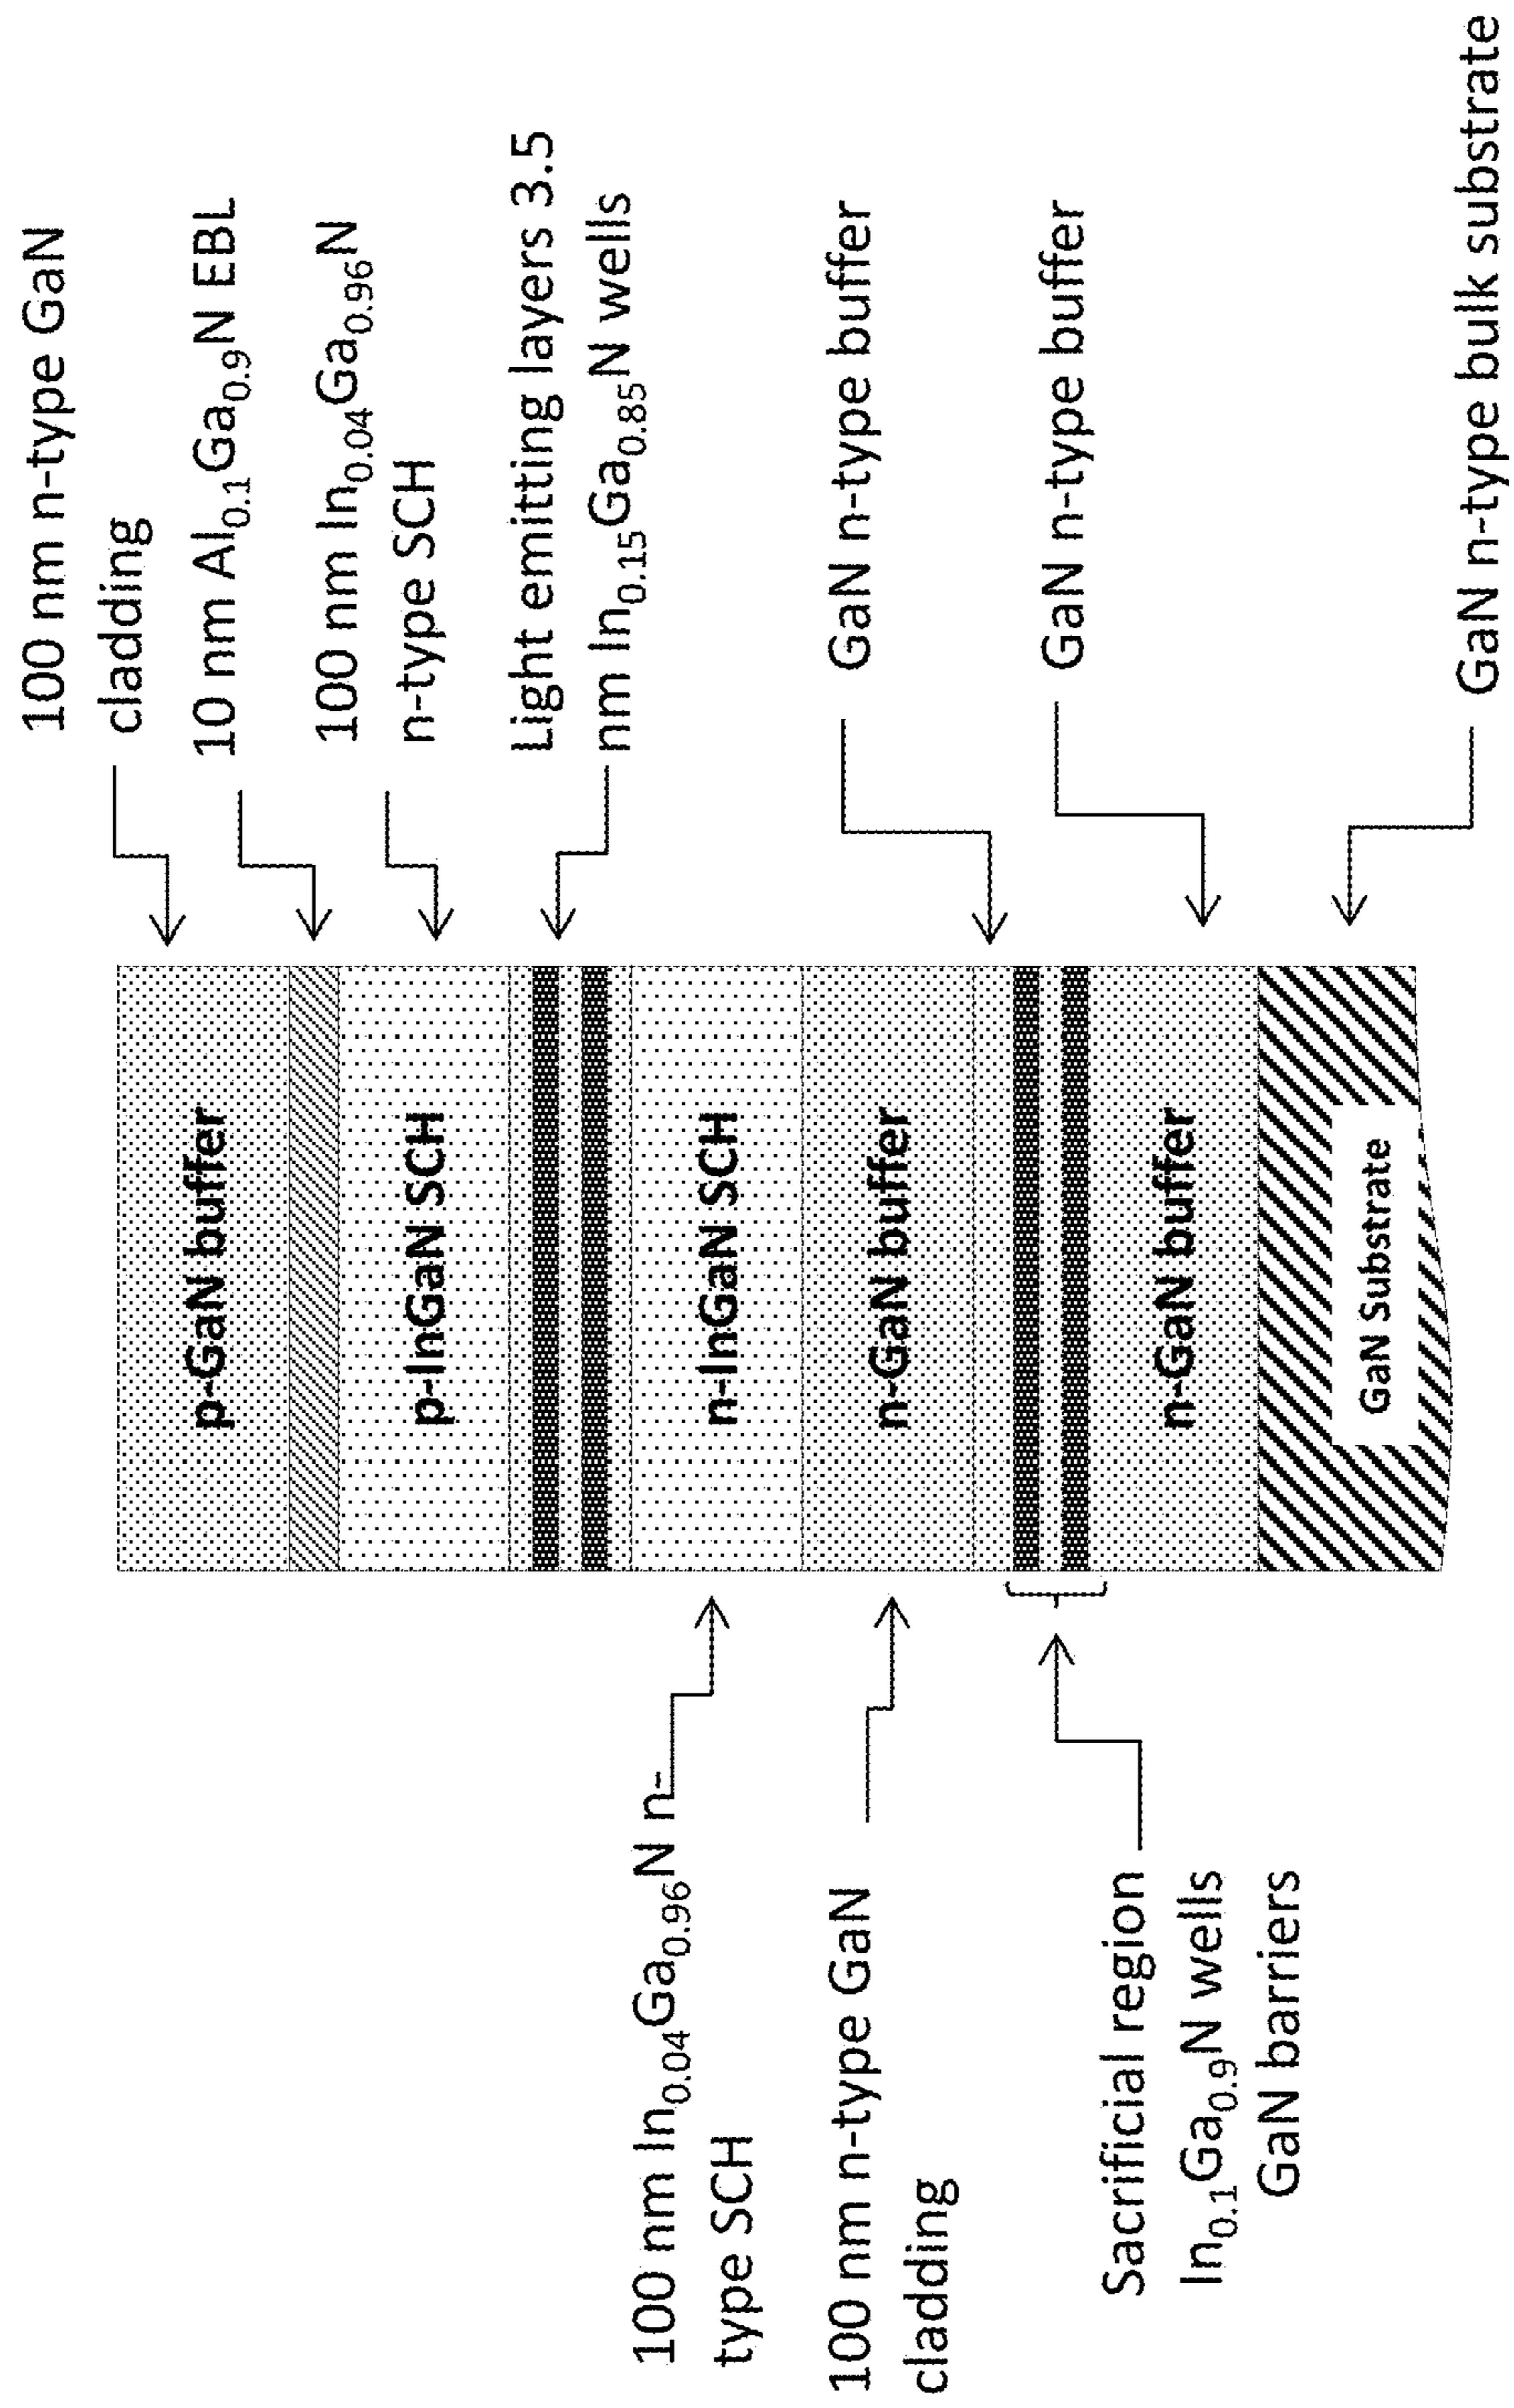 100 nm In₀.₀₄Ga₀.₉₆N n-
type SCH
100 nm n-type GaN
cladding
Sacrificial region
In₀.₁Ga₀.₉N wells
GaN barriers
p-GaN buffer
p-InGaN SCH
n-InGaN SCH
n-GaN buffer
n-GaN buffer
GaN Substrate
100 nm n-type GaN
cladding
10 nm Al₀.₁Ga₀.₉N EBL
100 nm In₀.₀₄Ga₀.₉₆N
n-type SCH
Light emitting layers 3.5
nm In₀.₁₅Ga₀.₈₅N wells
GaN n-type buffer
GaN n-type buffer
GaN n-type bulk substrate